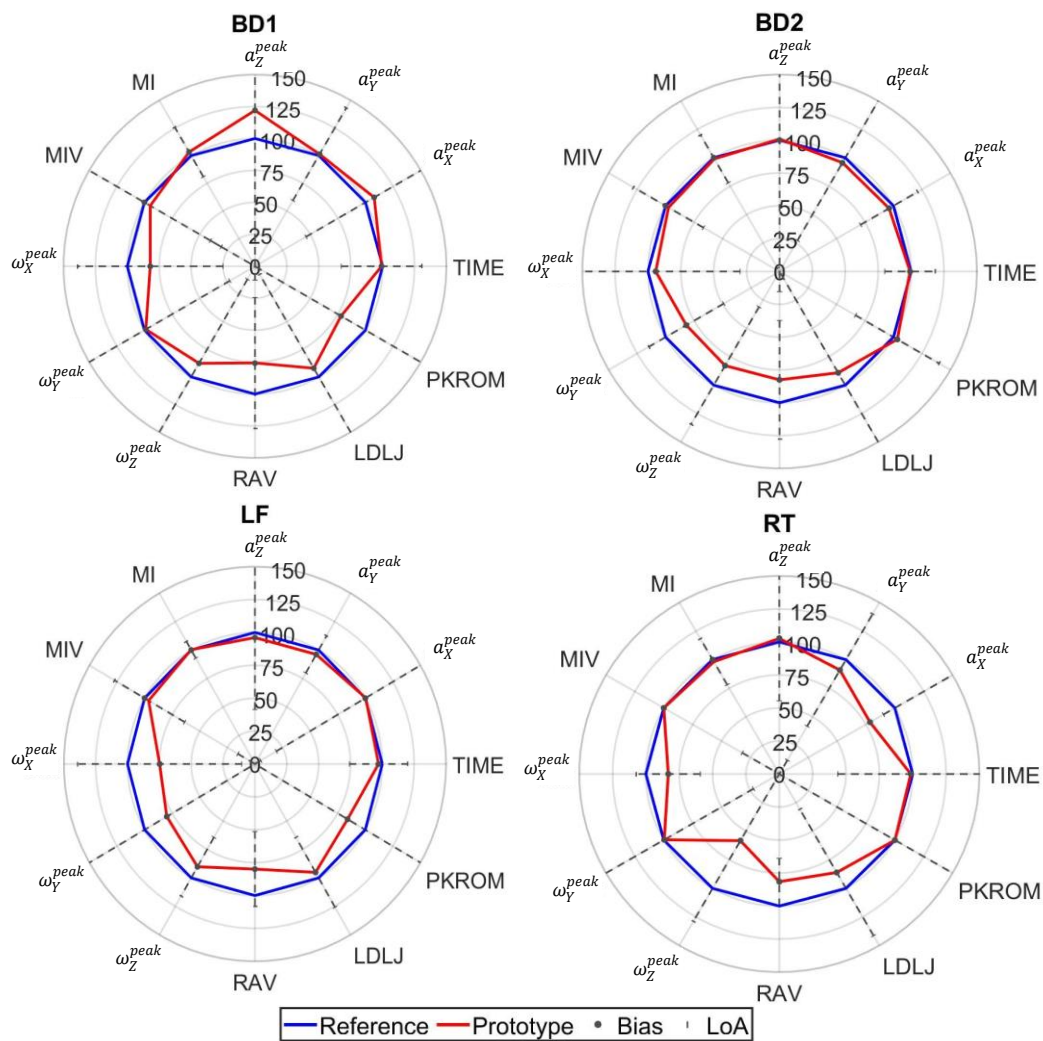 BD1
a_Z^peak
a_Y^peak
a_X^peak
TIME
PKROM
LDLJ
RAV
ω_Z^peak
ω_Y^peak
ω_X^peak
MIV
MI
150
125
100
75
50
25
0
BD2
a_Z^peak
a_Y^peak
a_X^peak
TIME
PKROM
LDLJ
RAV
ω_Z^peak
ω_Y^peak
ω_X^peak
MIV
MI
150
125
100
75
50
25
0
LF
a_Z^peak
a_Y^peak
a_X^peak
TIME
PKROM
LDLJ
RAV
ω_Z^peak
ω_Y^peak
ω_X^peak
MIV
MI
150
125
100
75
50
25
0
RT
a_Z^peak
a_Y^peak
a_X^peak
TIME
PKROM
LDLJ
RAV
ω_Z^peak
ω_Y^peak
ω_X^peak
MIV
MI
150
125
100
75
50
25
0
Reference Prototype Bias LoA